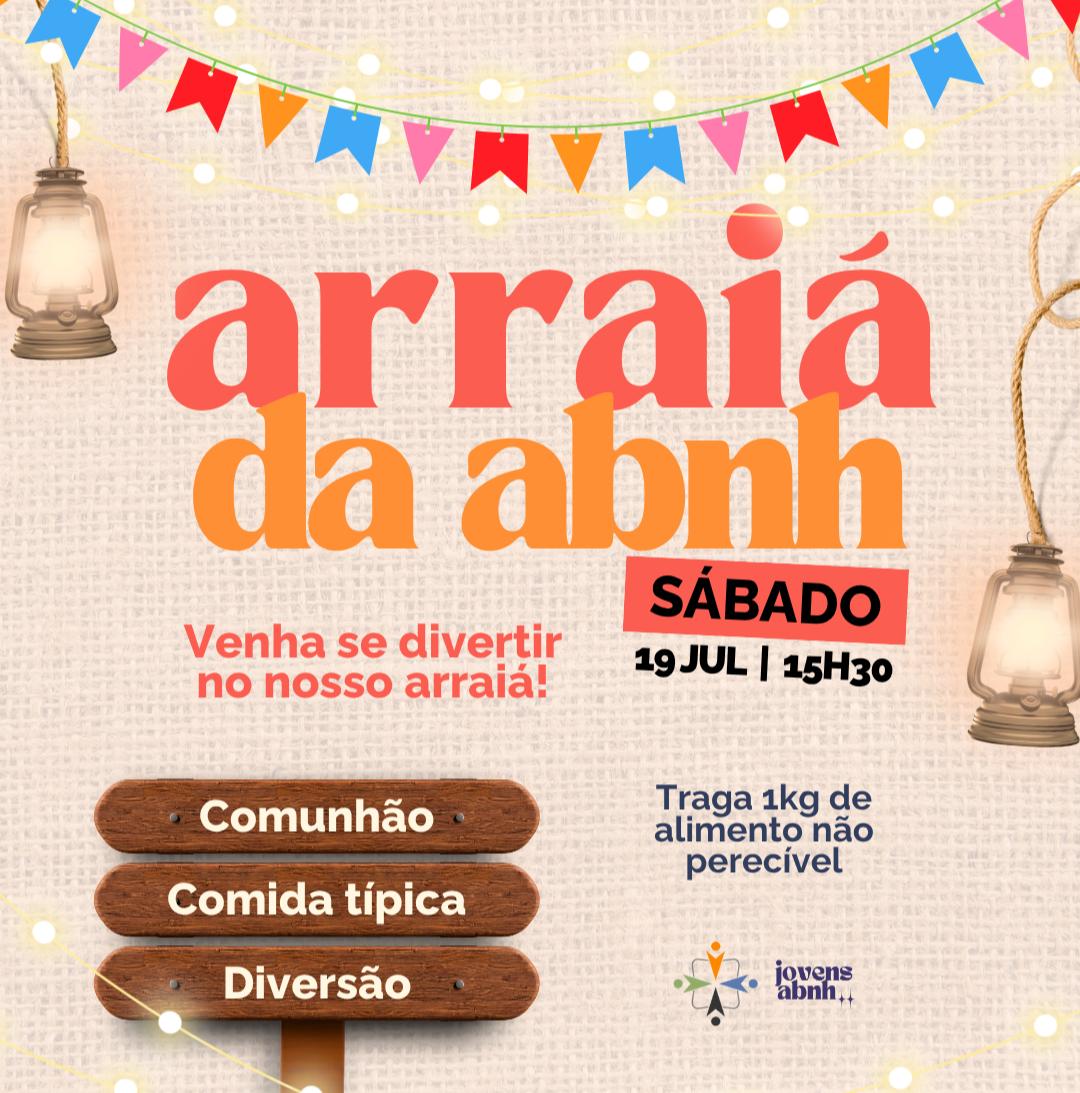 arraiá
da abnh
SÁBADO
19 JUL | 15H30
Venha se divertir
no nosso arraiá!
Comunhão
Comida típica
Diversão
Traga 1kg de
alimento não
perecível
jovens
abnh